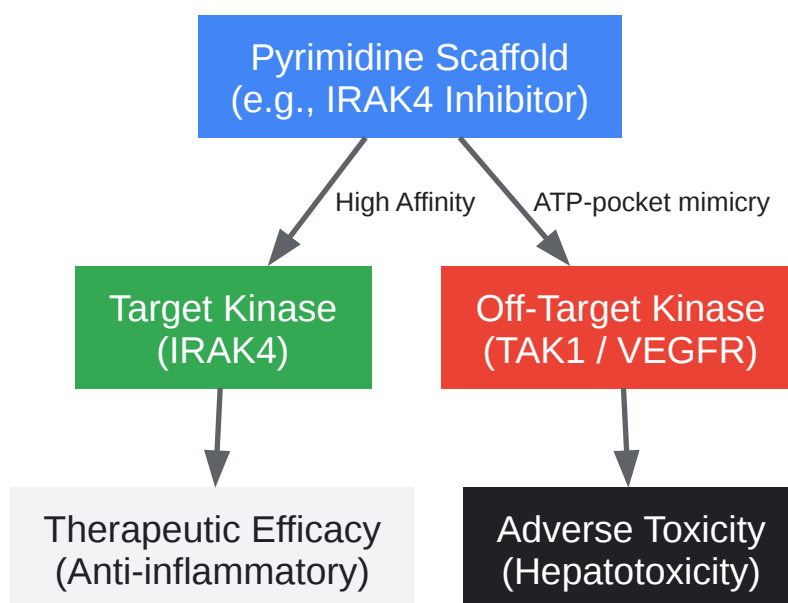 Pyrimidine Scaffold
(e.g., IRAK4 Inhibitor)
High Affinity
ATP-pocket mimicry
Target Kinase
(IRAK4)
Off-Target Kinase
(TAK1 / VEGFR)
Therapeutic Efficacy
(Anti-inflammatory)
Adverse Toxicity
(Hepatotoxicity)